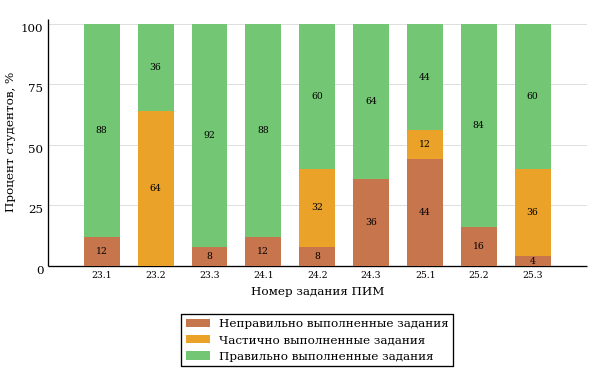 Процент студентов, %
100
75
50
25
0
88 36 92 88 60 64 44 84 60
64 32 12 36
12 8 12 8 36 44 16 4
23.1 23.2 23.3 24.1 24.2 24.3 25.1 25.2 25.3
Номер задания ПИМ
Неправильно выполненные задания
Частично выполненные задания
Правильно выполненные задания